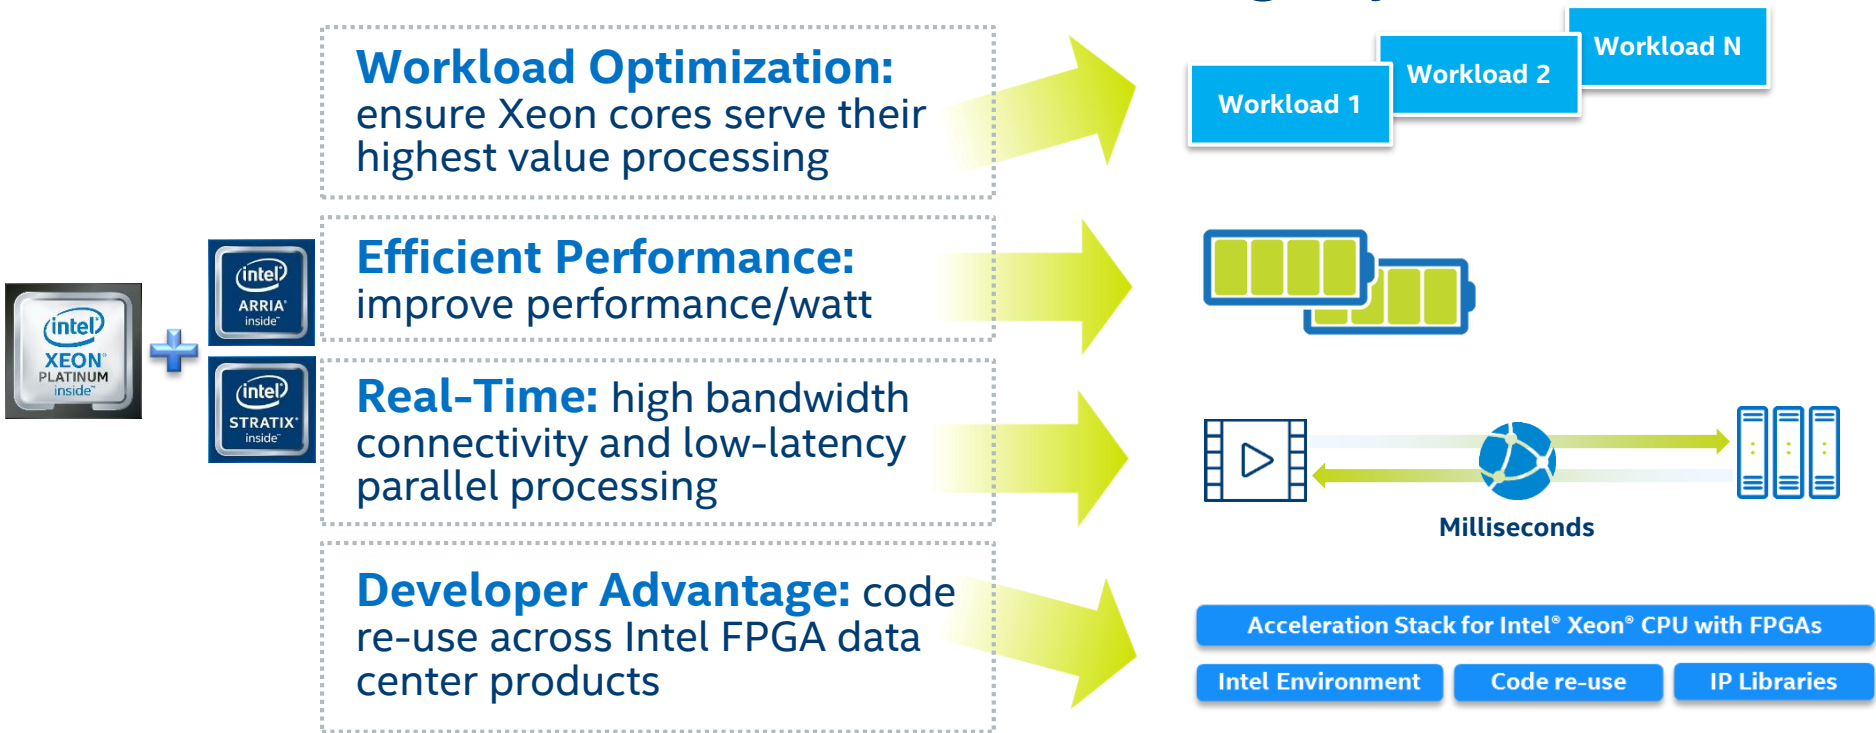 Workload Optimization:
ensure Xeon cores serve their
highest value processing
Workload 1
Workload 2
Workload N
intel
XEON®
PLATINUM
inside™
intel
ARRIA®
inside™
intel
STRATIX®
inside™
Efficient Performance:
improve performance/watt
Real-Time: high bandwidth
connectivity and low-latency
parallel processing
Milliseconds
Developer Advantage: code
re-use across Intel FPGA data
center products
Acceleration Stack for Intel® Xeon® CPU with FPGAs
Intel Environment
Code re-use
IP Libraries